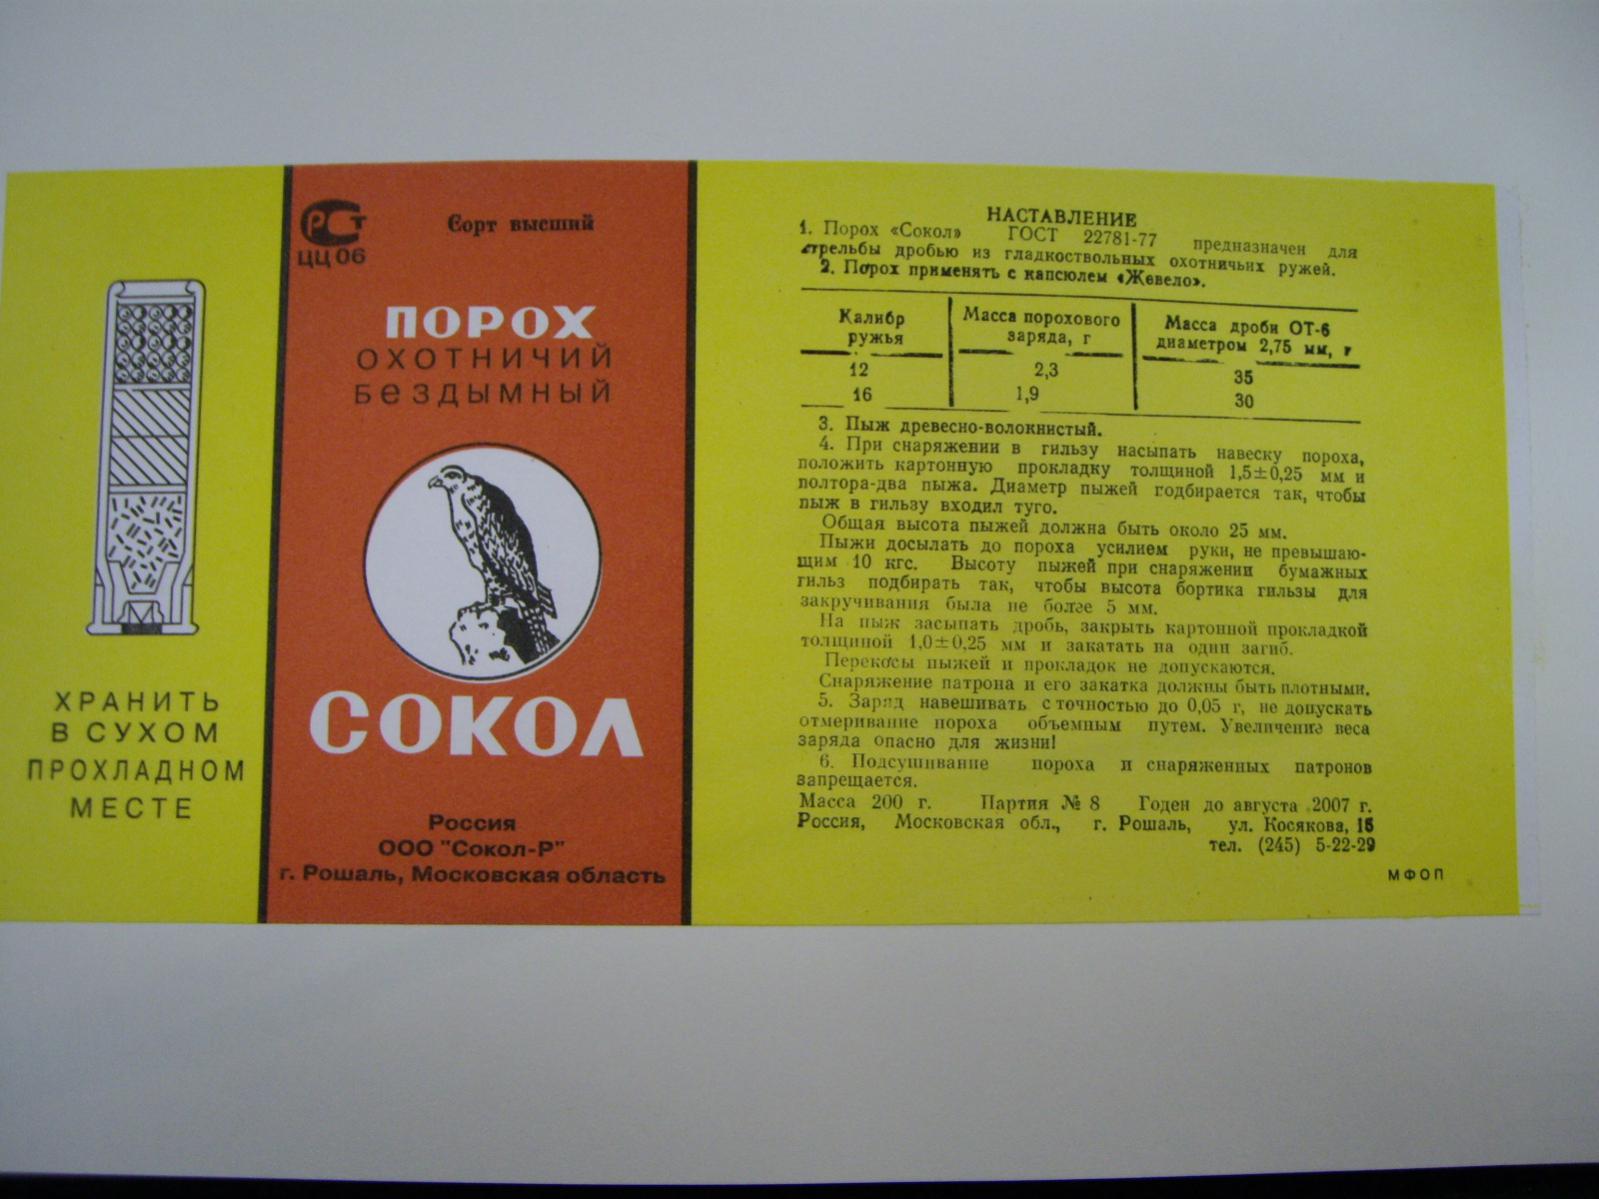 ХРАНИТЬ
В СУХОМ
ПРОХЛАДНОМ
МЕСТЕ
РСТ
ЦЦ 06
Сорт высший
ПОРОХ
ОХОТНИЧИЙ
БЕЗДЫМНЫЙ
СОКОЛ
Россия
ООО "Сокол-Р"
г. Рошаль, Московская область
НАСТАВЛЕНИЕ
1. Порох «Сокол» ГОСТ 22781-77 предназначен для
стрельбы дробью из гладкоствольных охотничьих ружей.
2. Порох применять с капсюлем «Жевело».
Калибр ружья Масса порохового заряда, г Масса дроби ОТ-6 диаметром 2,75 мм, г
12 2,3 35
16 1,9 30
3. Пыж древесно-волокнистый.
4. При снаряжении в гильзу насыпать навеску пороха,
положить картонную прокладку толщиной 1,5±0,25 мм и
полтора-два пыжа. Диаметр пыжей годбирается так, чтобы
пыж в гильзу входил туго.
Общая высота пыжей должна быть около 25 мм.
Пыжи досылать до пороха усилием руки, не превышаю-
щим 10 кгс. Высоту пыжей при снаряжении бумажных
гильз подбирать так, чтобы высота бортика гильзы для
закручивания была не более 5 мм.
На пыж засыпать дробь, закрыть картонной прокладкой
толщиной 1,0±0,25 мм и закатать на один загиб.
Перекосы пыжей и прокладок не допускаются.
Снаряжение патрона и его закатка должны быть плотными.
5. Заряд навешивать с точностью до 0,05 г, не допускать
отмеривание пороха объемным путем. Увеличение веса
заряда опасно для жизни!
6. Подсушивание пороха и снаряженных патронов
запрещается.
Масса 200 г. Партия № 8 Годен до августа 2007 г.
Россия, Московская обл., г. Рошаль, ул. Косякова, 15
тел. (245) 5-22-29
МФОП